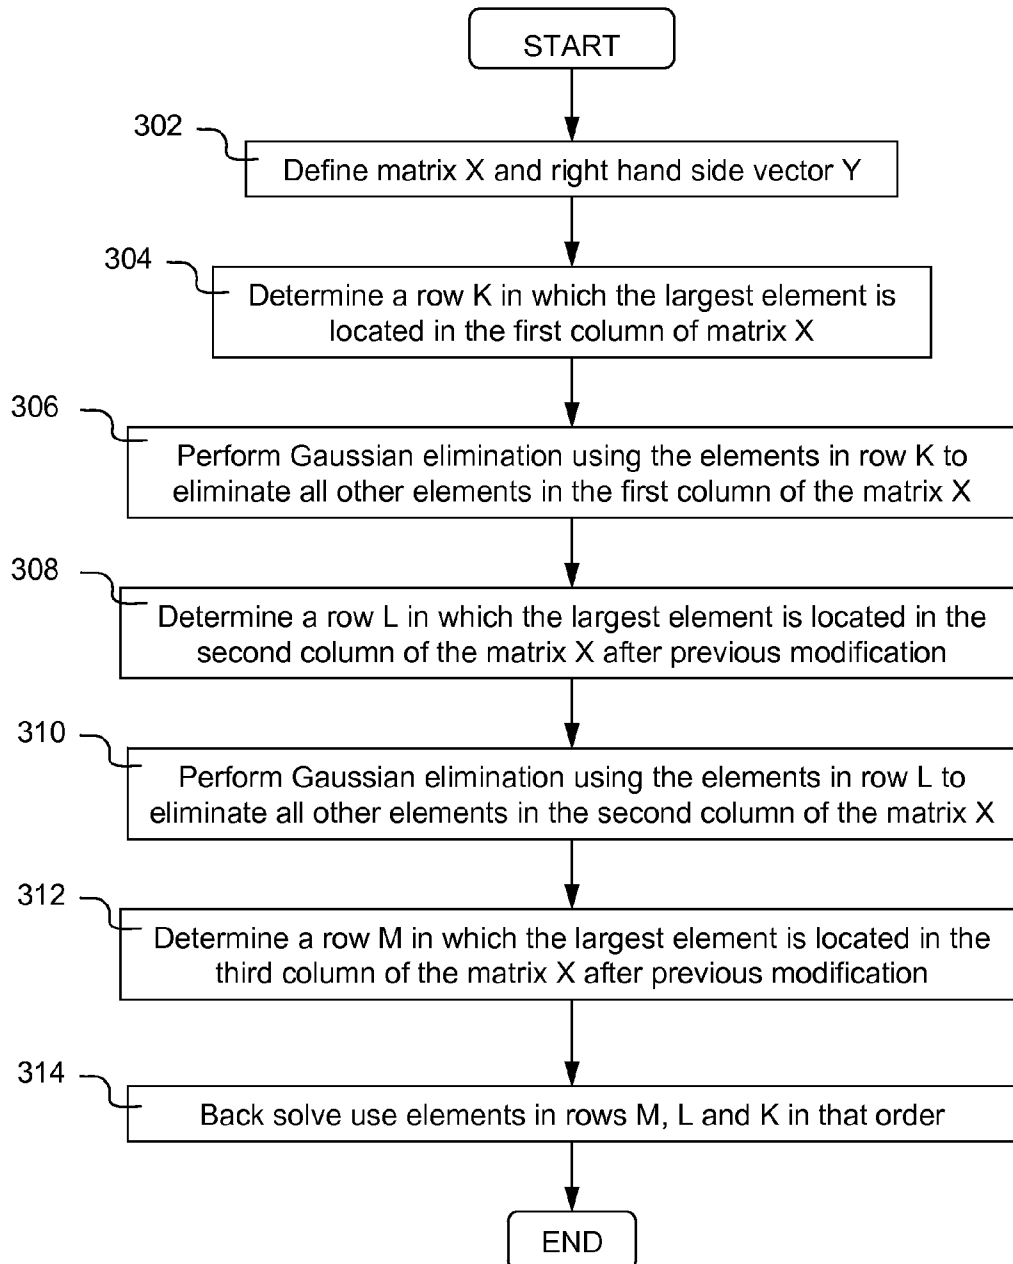 START
302
Define matrix X and right hand side vector Y
304
Determine a row K in which the largest element is
located in the first column of matrix X
306
Perform Gaussian elimination using the elements in row K to
eliminate all other elements in the first column of the matrix X
308
Determine a row L in which the largest element is located in the
second column of the matrix X after previous modification
310
Perform Gaussian elimination using the elements in row L to
eliminate all other elements in the second column of the matrix X
312
Determine a row M in which the largest element is located in the
third column of the matrix X after previous modification
314
Back solve use elements in rows M, L and K in that order
END